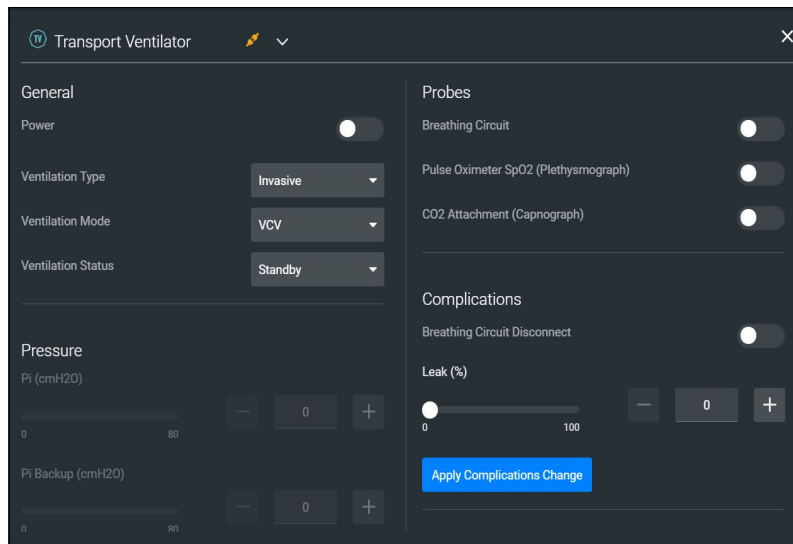 TV Transport Ventilator
General
Power
Ventilation Type Invasive
Ventilation Mode VCV
Ventilation Status Standby
Pressure
Pi (cmH2O)
0
0 80
Pi Backup (cmH2O)
0
0 80
Probes
Breathing Circuit
Pulse Oximeter SpO2 (Plethysmograph)
CO2 Attachment (Capnograph)
Complications
Breathing Circuit Disconnect
Leak (%)
0
0 100
Apply Complications Change